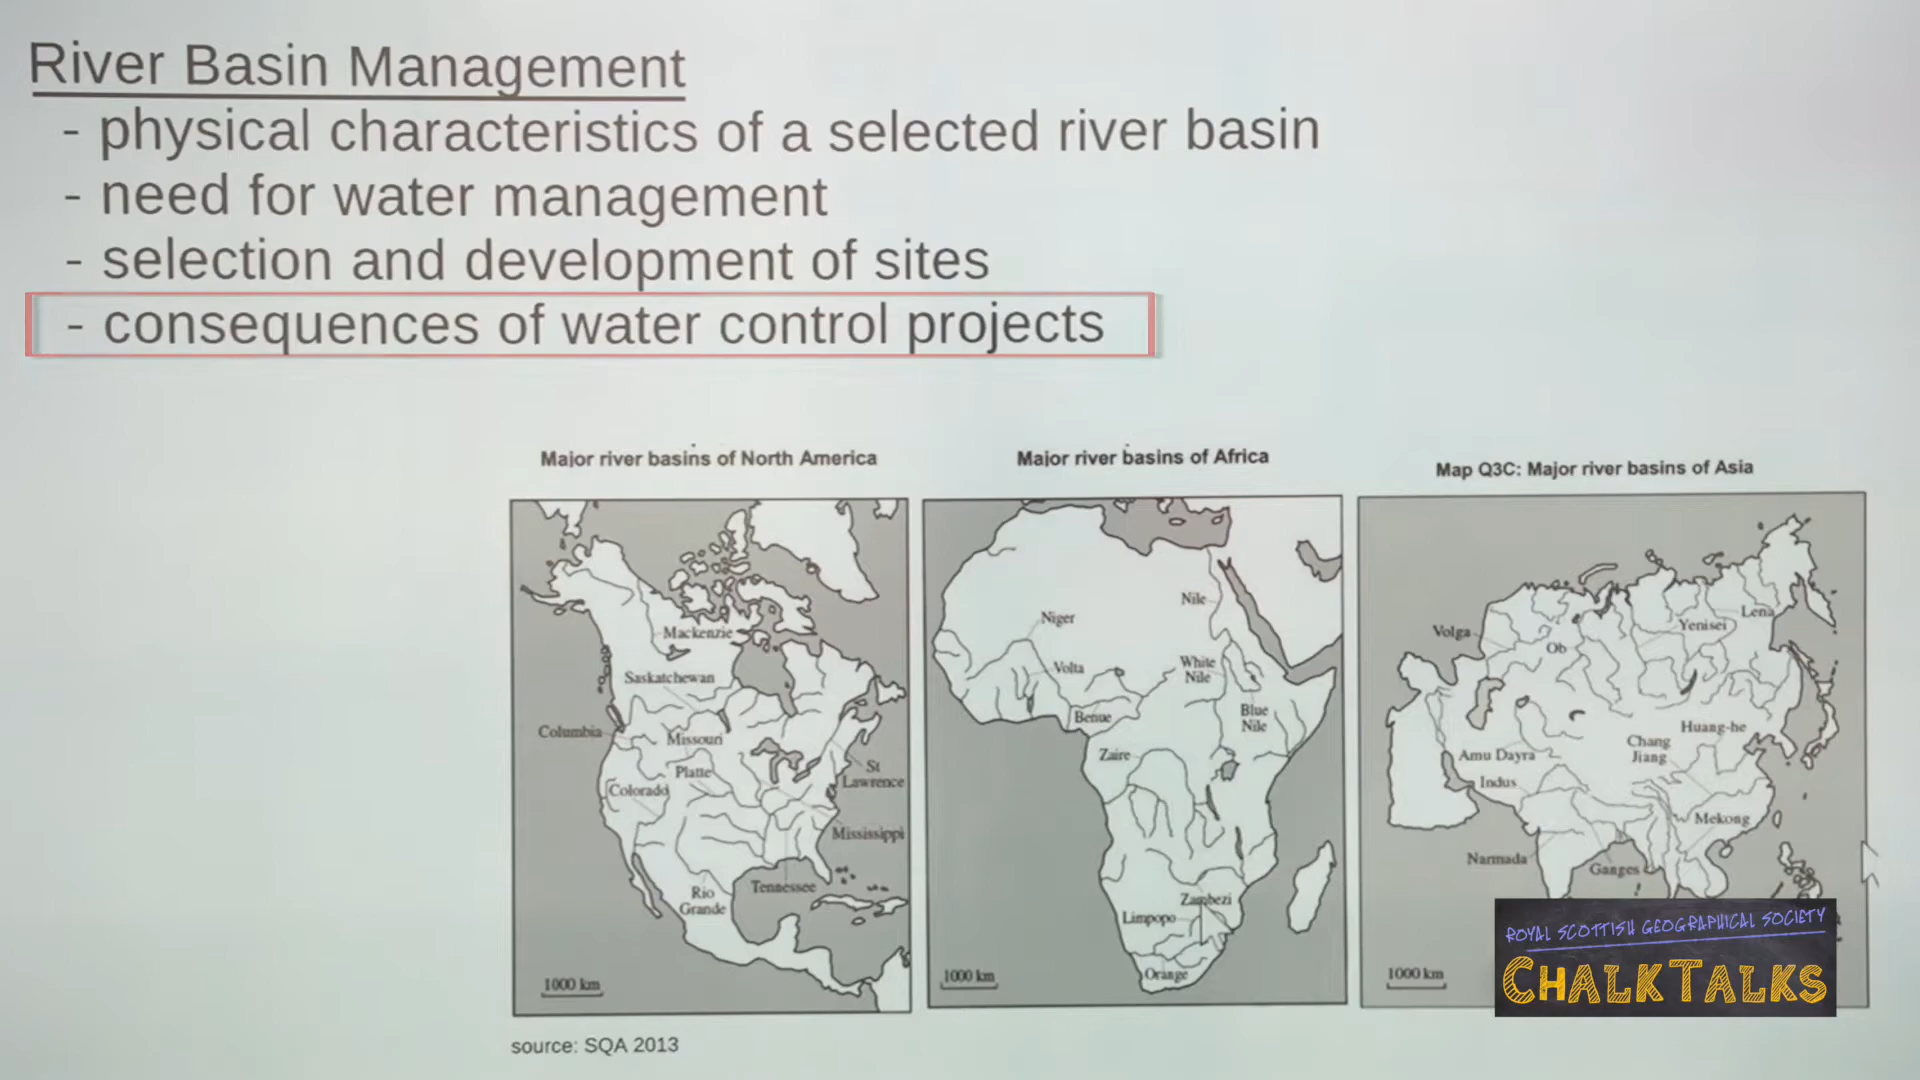 River Basin Management
- physical characteristics of a selected river basin
- need for water management
- selection and development of sites
- consequences of water control projects
Major river basins of North America
Mackenzie
Saskatchewan
Columbia
Missouri
Platte
Colorado
St
Lawrence
Mississippi
Rio
Grande
Tennessee
1000 km
Major river basins of Africa
Nile
Niger
Volta
White
Nile
Benue
Blue
Nile
Zaire
Zambezi
Limpopo
Orange
1000 km
Map Q3C: Major river basins of Asia
Lena
Yenisei
Volga
Ob
Huang-he
Chang
Jiang
Amu Dayra
Indus
Mekong
Narmada
Ganges
1000 km
ROYAL SCOTTISH GEOGRAPHICAL SOCIETY
CHALKTALKS
source: SQA 2013